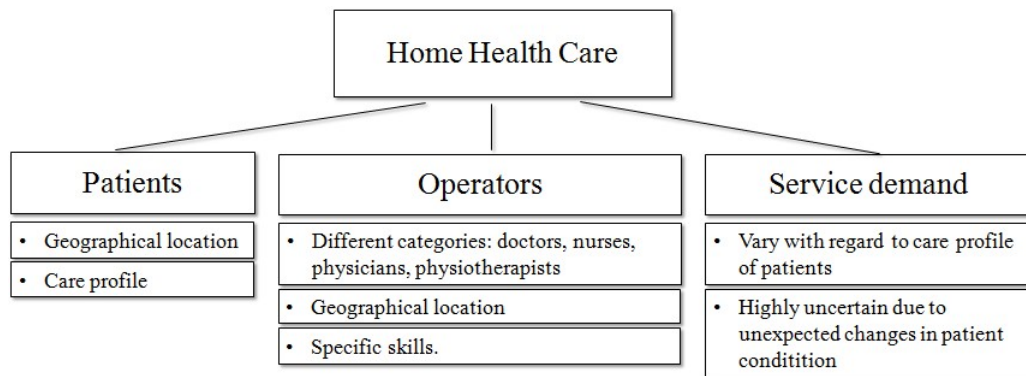 Home Health Care
Patients
• Geographical location
• Care profile
Operators
• Different categories: doctors, nurses,
physicians, physiotherapists
• Geographical location
• Specific skills.
Service demand
• Vary with regard to care profile
of patients
• Highly uncertain due to
unexpected changes in patient
conditition